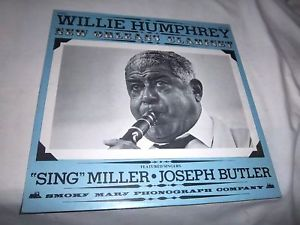 WILLIE HUMPHREY
NEW ORLEANS CLARINET
FEATURED SINGERS
"SING" MILLER • JOSEPH BUTLER
SMOKY MARY PHONOGRAPH COMPANY